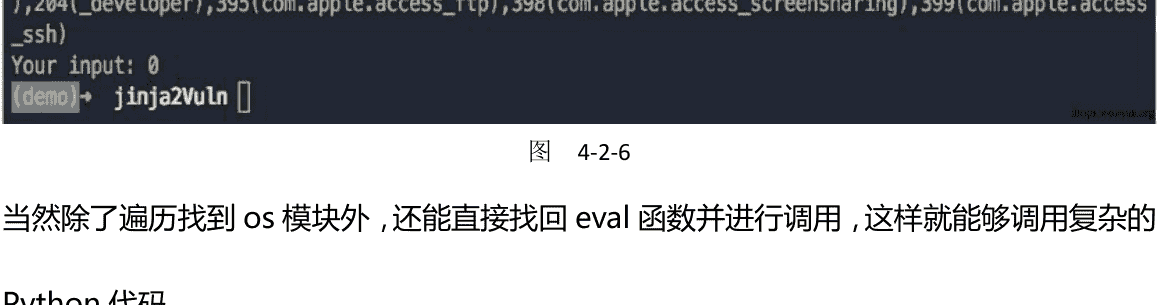 ),204(_developer),395(com.apple.access_ftp),398(com.apple.access_screensharing),399(com.apple.access
_ssh)
Your input: 0
(demo)→ jinja2Vuln
图 4-2-6
当然除了遍历找到 os 模块外，还能直接找回 eval 函数并进行调用，这样就能够调用复杂的
Python 代码